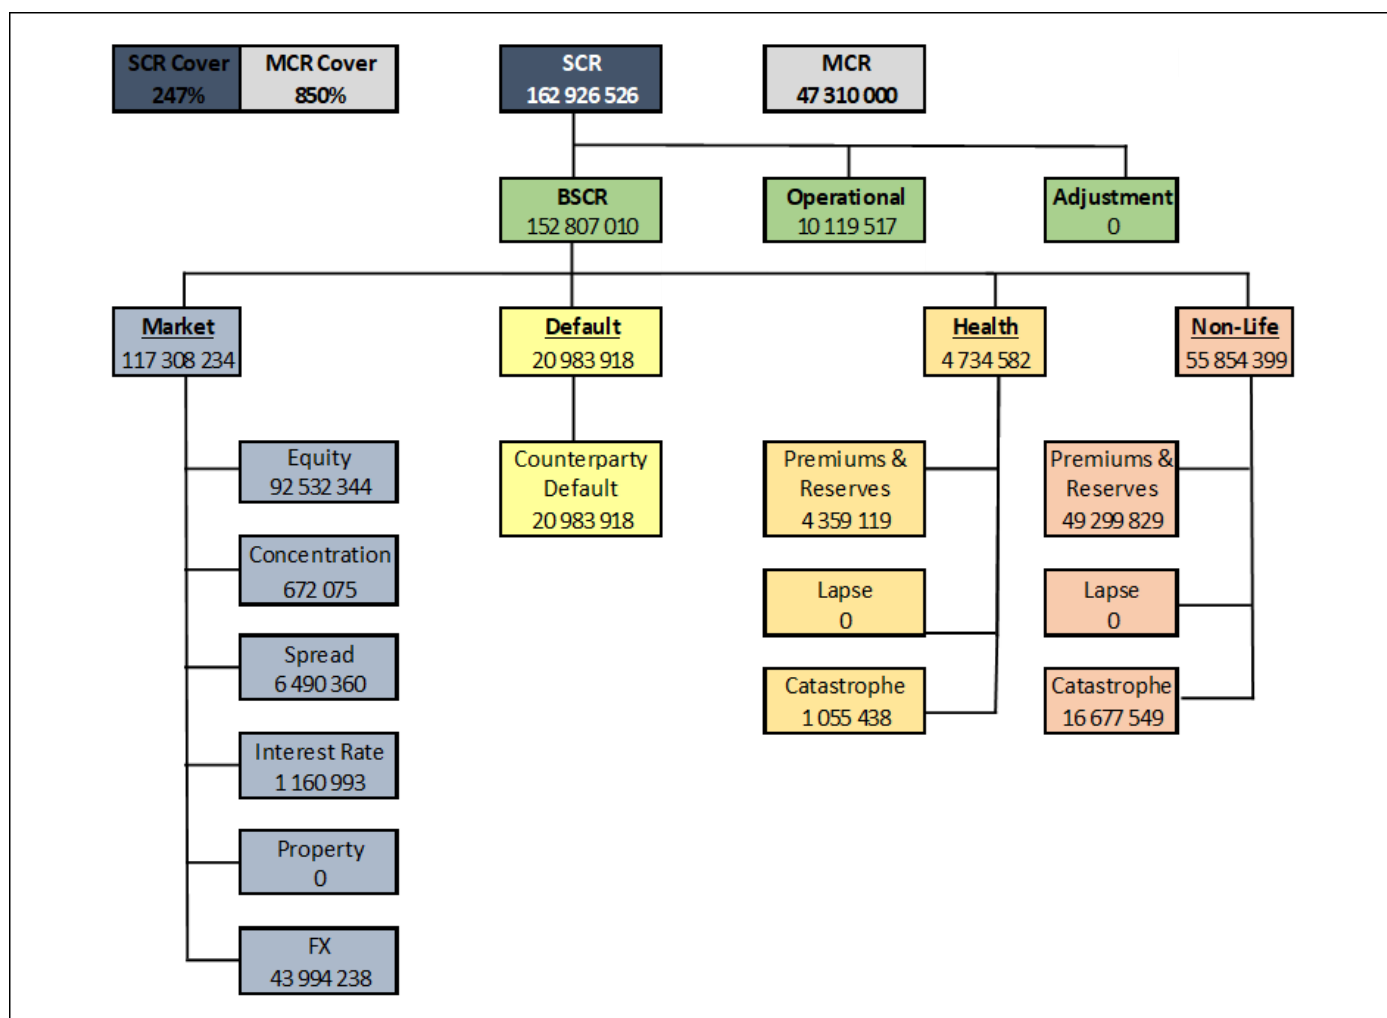 SCR Cover
247%
MCR Cover
850%
SCR
162 926 526
MCR
47 310 000
BSCR
152 807 010
Operational
10 119 517
Adjustment
0
Market
117 308 234
Default
20 983 918
Health
4 734 582
Non-Life
55 854 399
Equity
92 532 344
Concentration
672 075
Spread
6 490 360
Interest Rate
1 160 993
Property
0
FX
43 994 238
Counterparty
Default
20 983 918
Premiums &
Reserves
4 359 119
Lapse
0
Catastrophe
1 055 438
Premiums &
Reserves
49 299 829
Lapse
0
Catastrophe
16 677 549